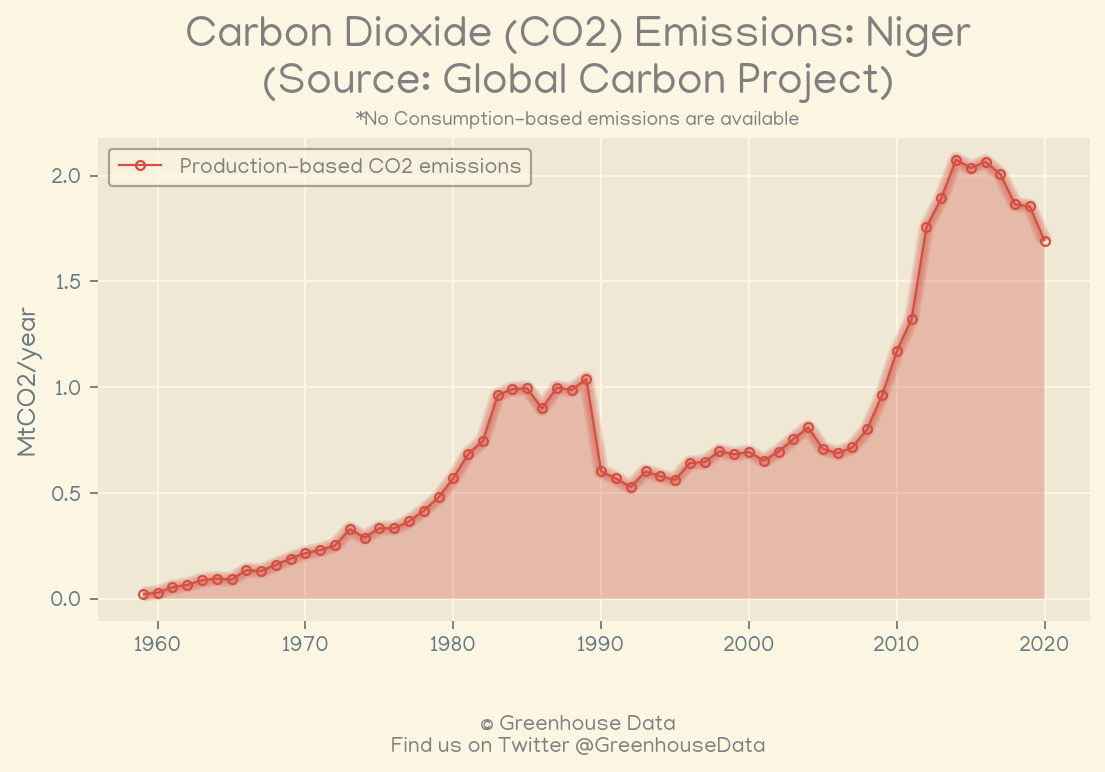 Carbon Dioxide (CO2) Emissions: Niger
(Source: Global Carbon Project)
*No Consumption-based emissions are available
Production-based CO2 emissions
MtCO2/year
2.0
1.5
1.0
0.5
0.0
1960 1970 1980 1990 2000 2010 2020
© Greenhouse Data
Find us on Twitter @GreenhouseData